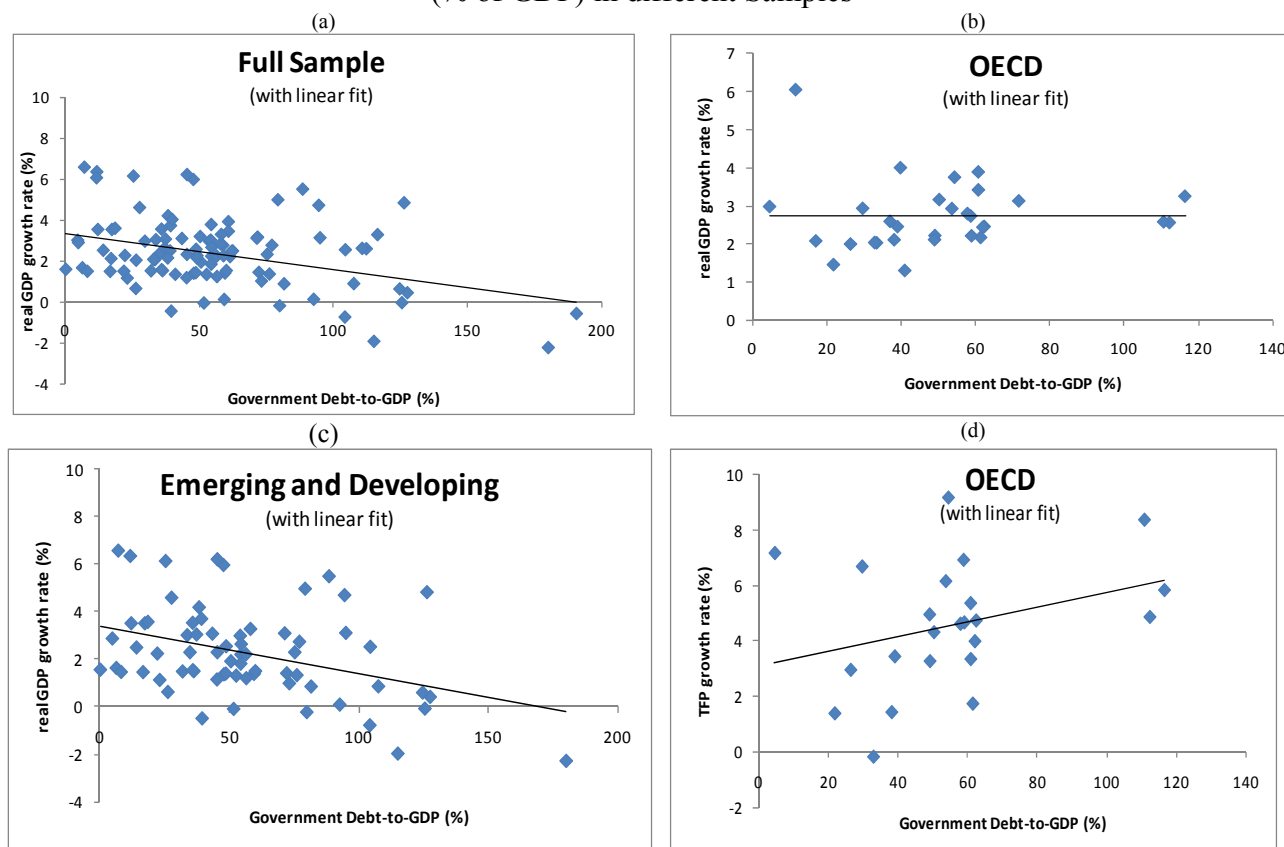 (% of GDP) in different Samples
(a)
Full Sample
(with linear fit)
real GDP growth rate (%)
10
8
6
4
2
0
-2
-4
0
50
100
150
200
Government Debt-to-GDP (%)
(b)
OECD
(with linear fit)
real GDP growth rate (%)
7
6
5
4
3
2
1
0
0
20
40
60
80
100
120
140
Government Debt-to-GDP (%)
(c)
Emerging and Developing
(with linear fit)
real GDP growth rate (%)
10
8
6
4
2
0
-2
-4
0
50
100
150
200
Government Debt-to-GDP (%)
(d)
OECD
(with linear fit)
TFP growth rate (%)
10
8
6
4
2
0
-2
0
20
40
60
80
100
120
140
Government Debt-to-GDP (%)